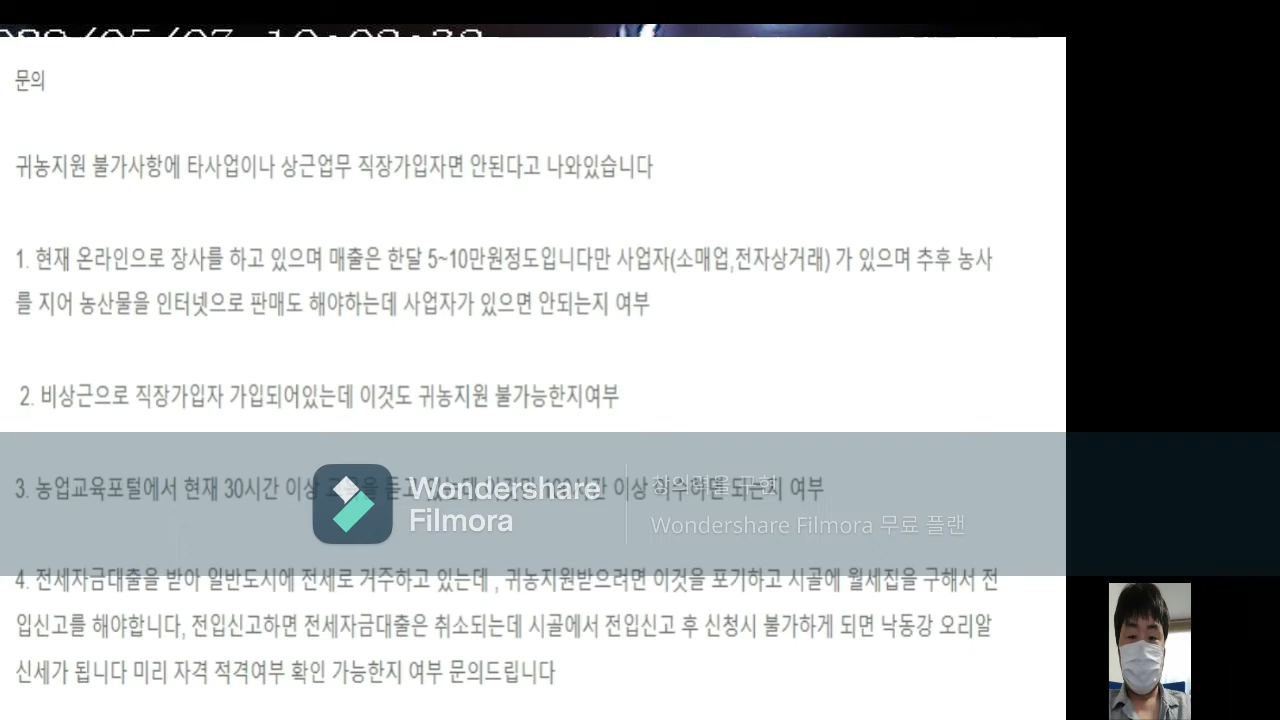 문의
귀농지원 불가사항에 타사업이나 상근업무 직장가입자면 안된다고 나와있습니다
1. 현재 온라인으로 장사를 하고 있으며 매출은 한달 5~10만원정도입니다만 사업자(소매업,전자상거래) 가 있으며 추후 농사
를 지어 농산물을 인터넷으로 판매도 해야하는데 사업자가 있으면 안되는지 여부
2. 비상근으로 직장가입자 가입되어있는데 이것도 귀농지원 불가능한지여부
3. 농업교육포털에서 현재 30시간 이상 듣고 이상 되는지 여부
Wondershare
Filmora
창의력을 구현
Wondershare Filmora 무료 플랜
4. 전세자금대출을 받아 일반도시에 전세로 거주하고 있는데 , 귀농지원받으려면 이것을 포기하고 시골에 월세집을 구해서 전
입신고를 해야합니다, 전입신고하면 전세자금대출은 취소되는데 시골에서 전입신고 후 신청시 불가하게 되면 낙동강 오리알
신세가 됩니다 미리 자격 적격여부 확인 가능한지 여부 문의드립니다